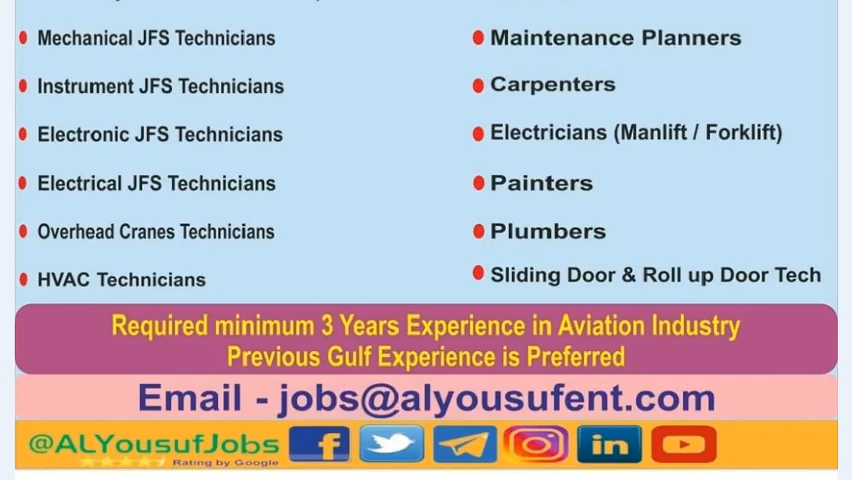 Mechanical JFS Technicians
Instrument JFS Technicians
Electronic JFS Technicians
Electrical JFS Technicians
Overhead Cranes Technicians
HVAC Technicians
Maintenance Planners
Carpenters
Electricians (Manlift / Forklift)
Painters
Plumbers
Sliding Door & Roll up Door Tech
Required minimum 3 Years Experience in Aviation Industry
Previous Gulf Experience is Preferred
Email - jobs@alyousufent.com
@ALYousufJobs
Rating by Google